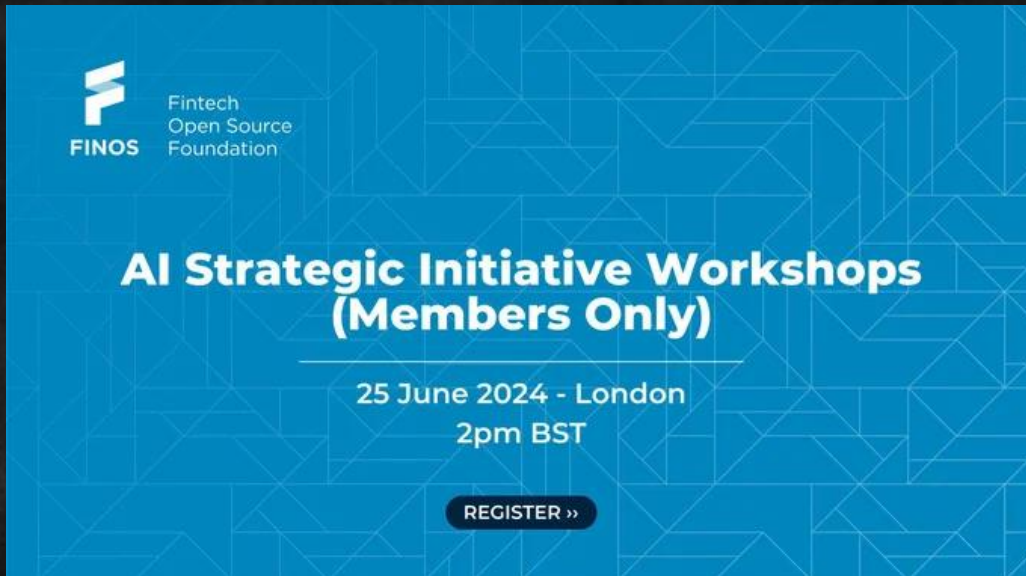 FINOS
Fintech
Open Source
Foundation
AI Strategic Initiative Workshops
(Members Only)
25 June 2024 - London
2pm BST
REGISTER ››